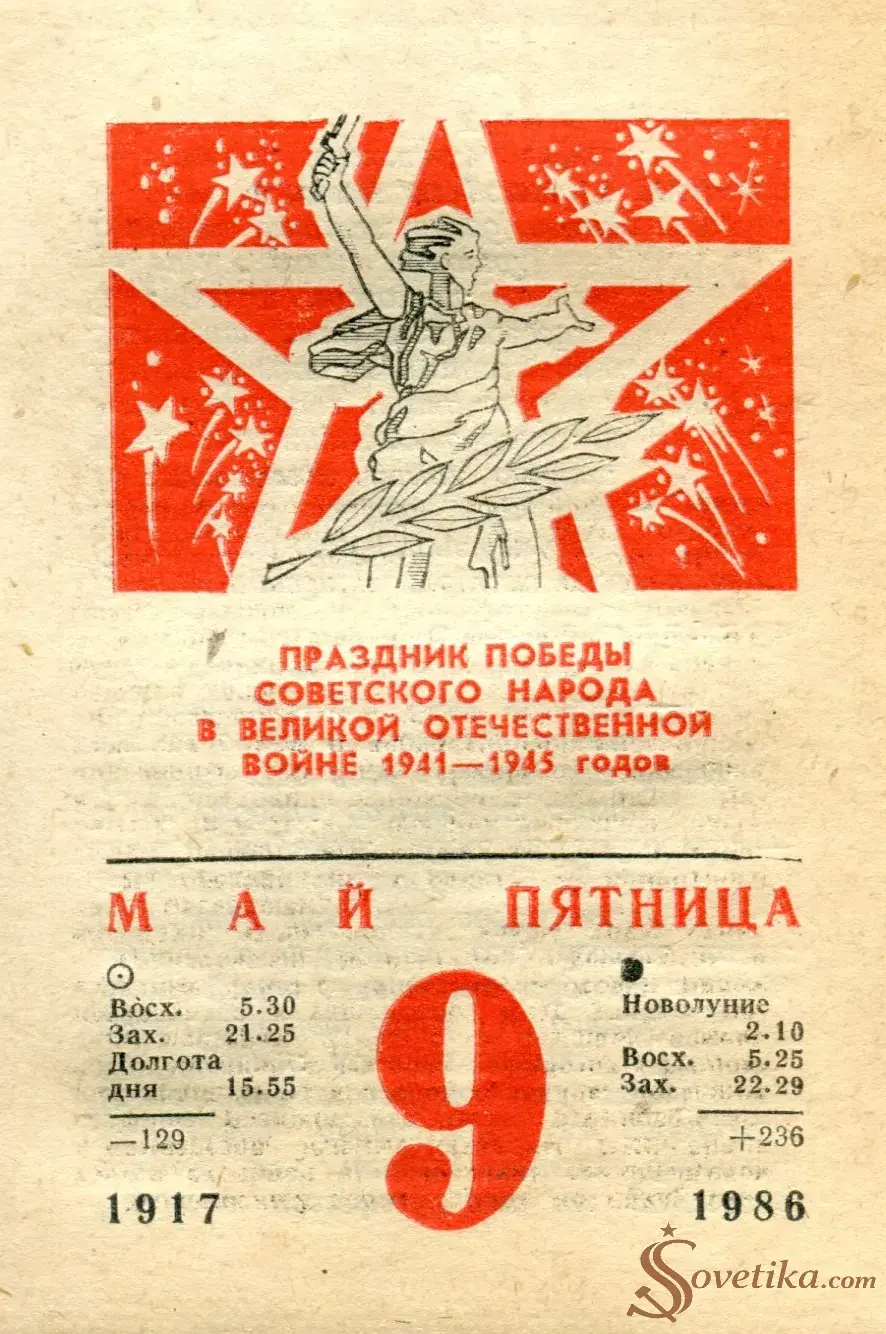 ПРАЗДНИК ПОБЕДЫ
СОВЕТСКОГО НАРОДА
В ВЕЛИКОЙ ОТЕЧЕСТВЕННОЙ
ВОЙНЕ 1941—1945 годов
МАЙ ПЯТНИЦА
Восх. 5.30
Зах. 21.25
Долгота
дня 15.55
—129
1917
9
Новолуние
2.10
Восх. 5.25
Зах. 22.29
+236
1986
Sovetika.com